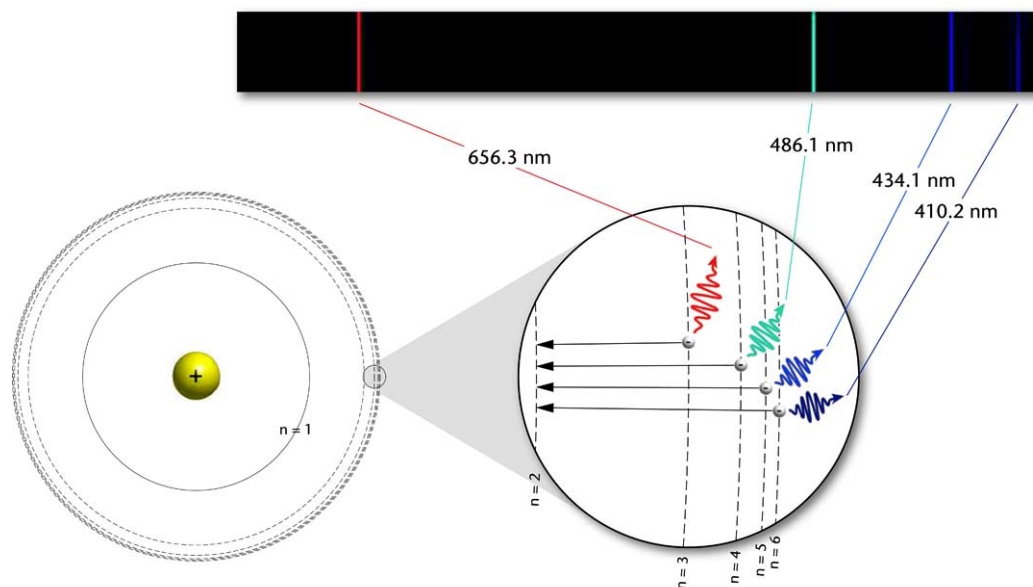 656.3 nm
486.1 nm
434.1 nm
410.2 nm
+
n = 1
n = 2
n = 3
n = 4
n = 5
n = 6
-
-
-
-